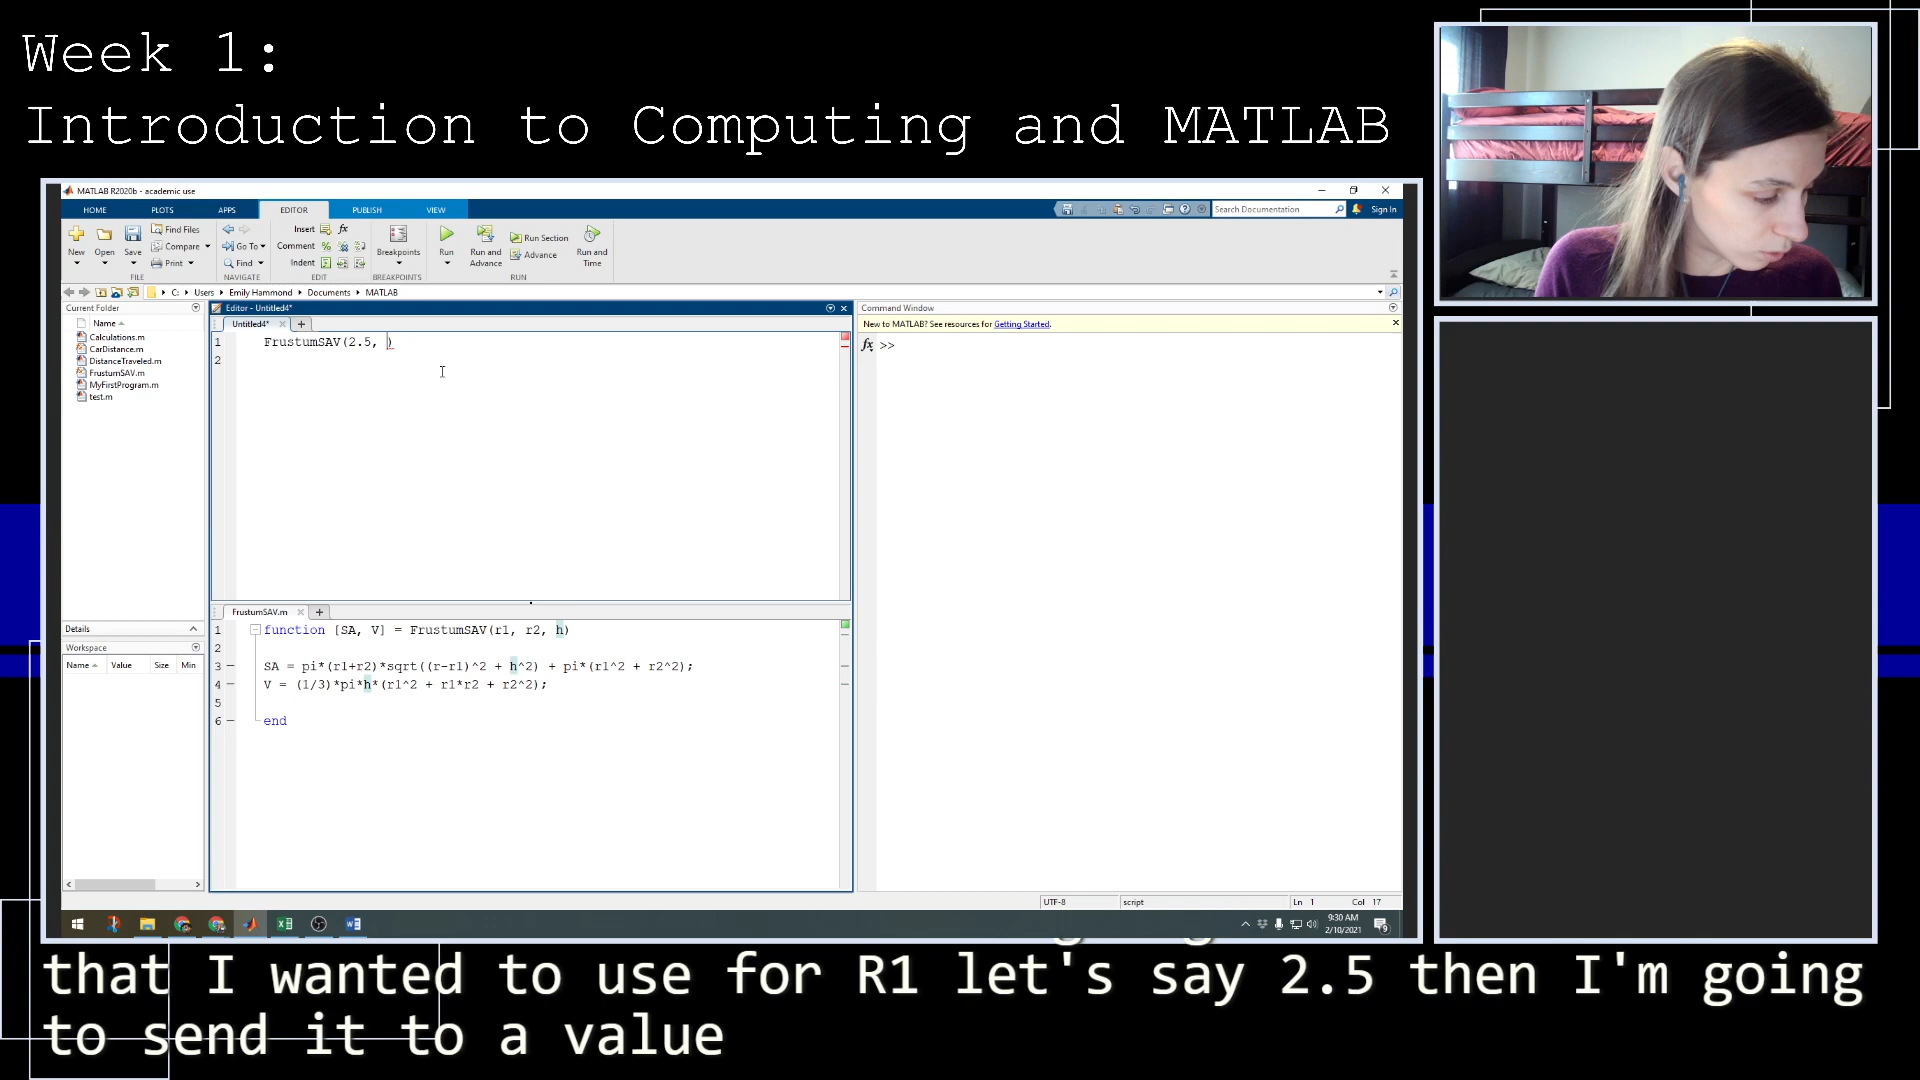 Week 1:
Introduction to Computing and MATLAB
MATLAB R2020b - academic use
HOME PLOTS APPS EDITOR PUBLISH VIEW
Search Documentation
Sign In
New Open Save
Find Files
Compare
Print
FILE
Go To
Find
NAVIGATE
Insert
Comment
Indent
EDIT
Breakpoints
BREAKPOINTS
Run
Run and Advance
Run Section
Advance
Run and Time
RUN
C: Users Emily Hammond Documents MATLAB
Current Folder
Name
Calculations.m
CarDistance.m
DistanceTraveled.m
FrustumSAV.m
MyFirstProgram.m
test.m
Details
Workspace
Name Value Size Min
Editor - Untitled4*
Untitled4*
1 FrustumSAV(2.5, )
2
FrustumSAV.m
1 function [SA, V] = FrustumSAV(r1, r2, h)
2
3 SA = pi*(r1+r2)*sqrt((r-r1)^2 + h^2) + pi*(r1^2 + r2^2);
4 V = (1/3)*pi*h*(r1^2 + r1*r2 + r2^2);
5
6 end
Command Window
New to MATLAB? See resources for Getting Started.
fx >>
UTF-8 script Ln 1 Col 17
9:30 AM
2/10/2021
that I wanted to use for R1 let's say 2.5 then I'm going
to send it to a value